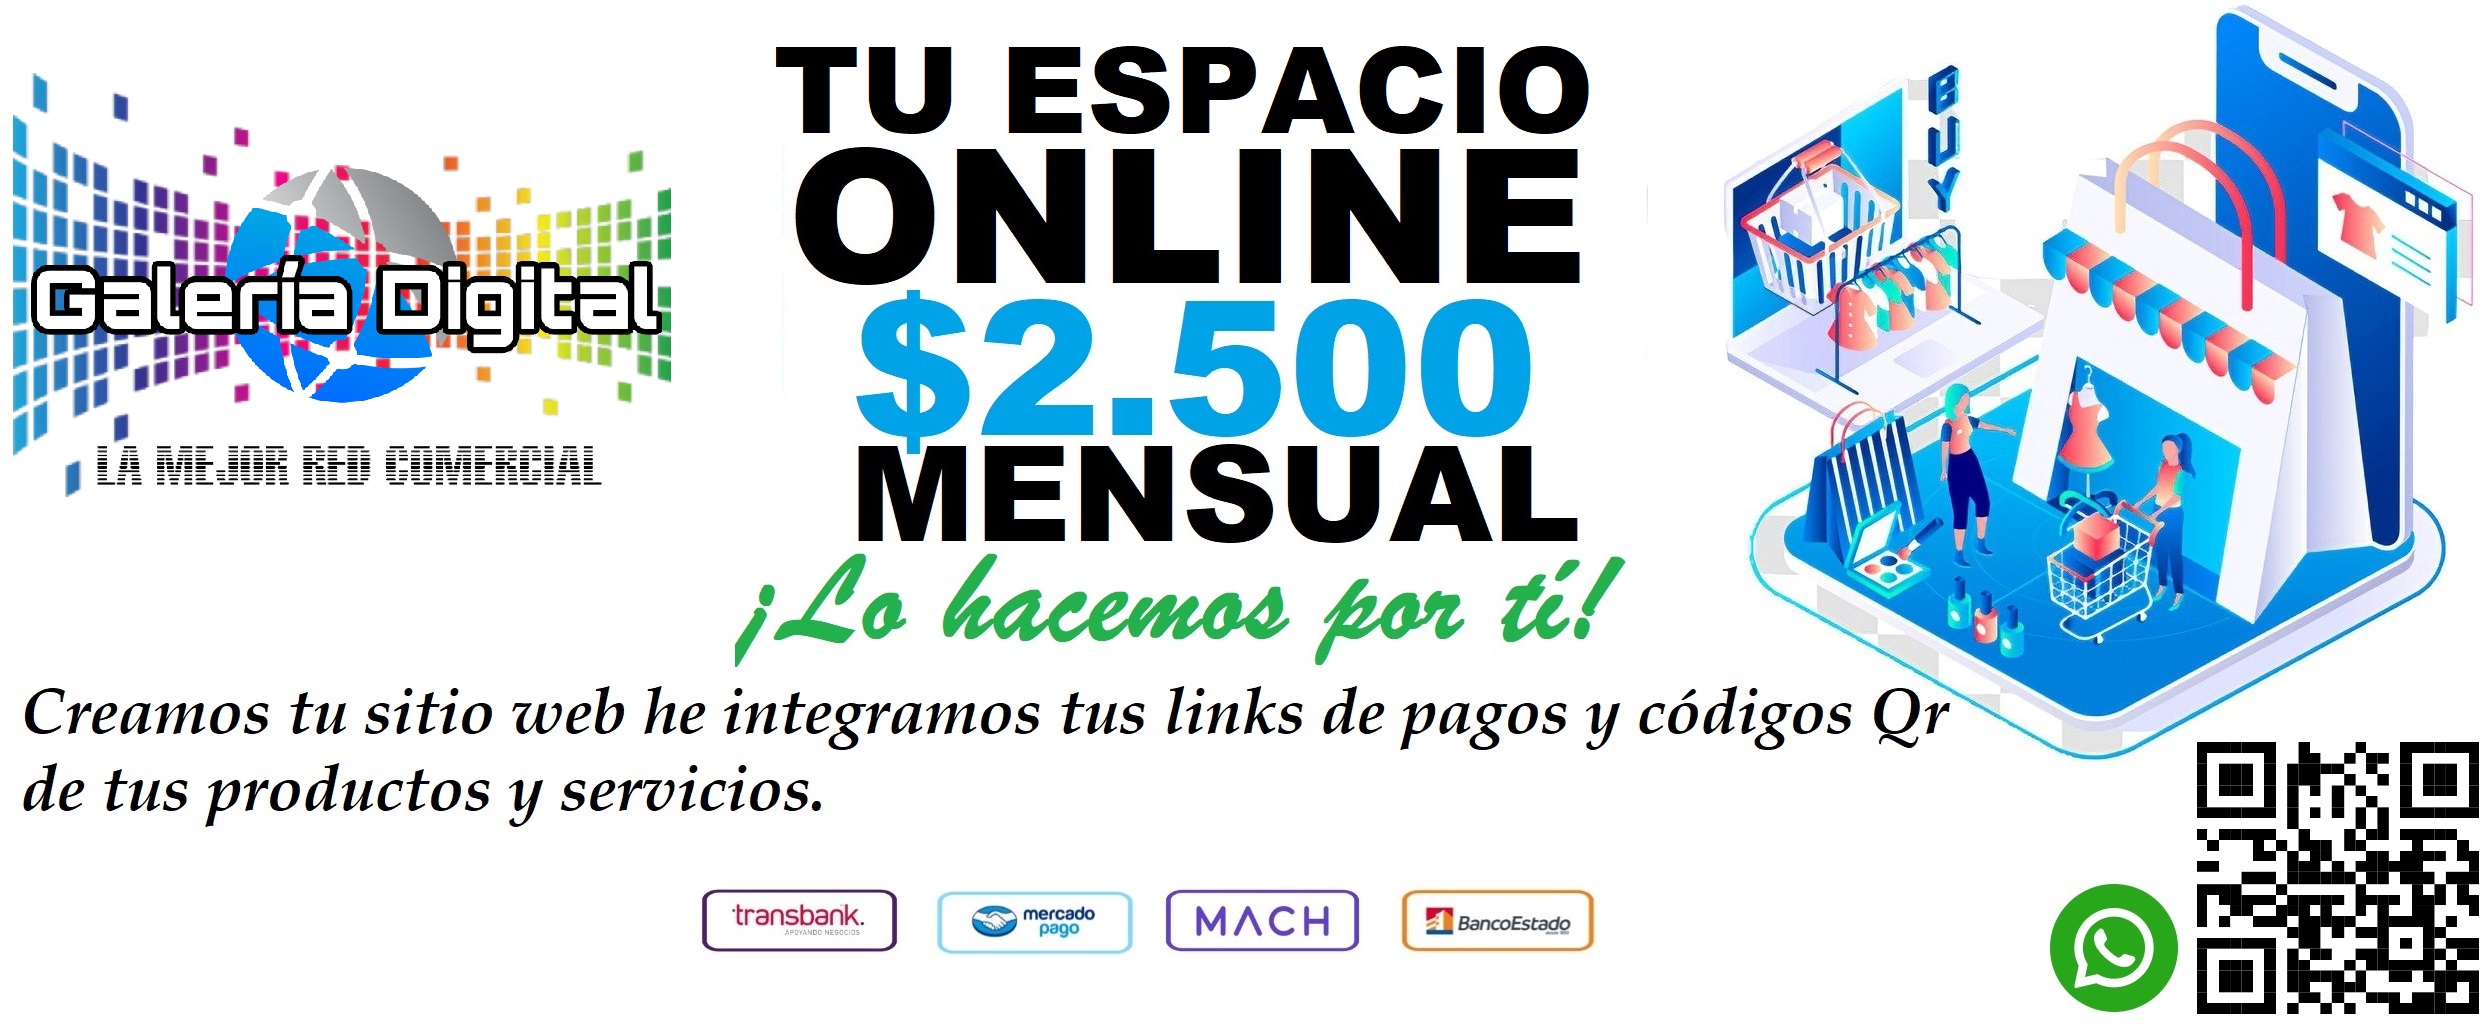 Galería Digital
LA MEJOR RED COMERCIAL
TU ESPACIO
ONLINE
$2.500
MENSUAL
¡Lo hacemos por tí!
BUY
Creamos tu sitio web he integramos tus links de pagos y códigos Qr
de tus productos y servicios.
transbank.
APOYANDO NEGOCIOS
mercado
pago
MACH
BancoEstado